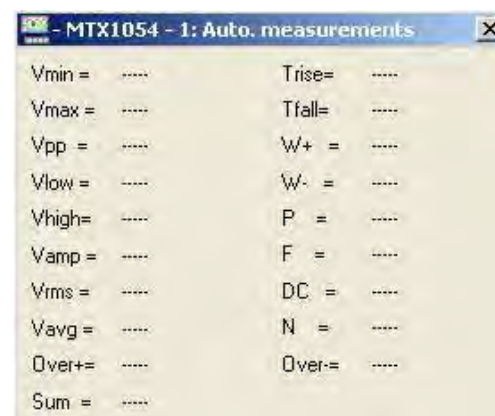 - MTX1054 - 1: Auto. measurements
Vmin = ----- Trise= -----
Vmax = ----- Tfall= -----
Vpp = ----- W+ = -----
Vlow = ----- W- = -----
Vhigh= ----- P = -----
Vamp = ----- F = -----
Vrms = ----- DC = -----
Vavg = ----- N = -----
Over+= ----- Over-= -----
Sum = -----